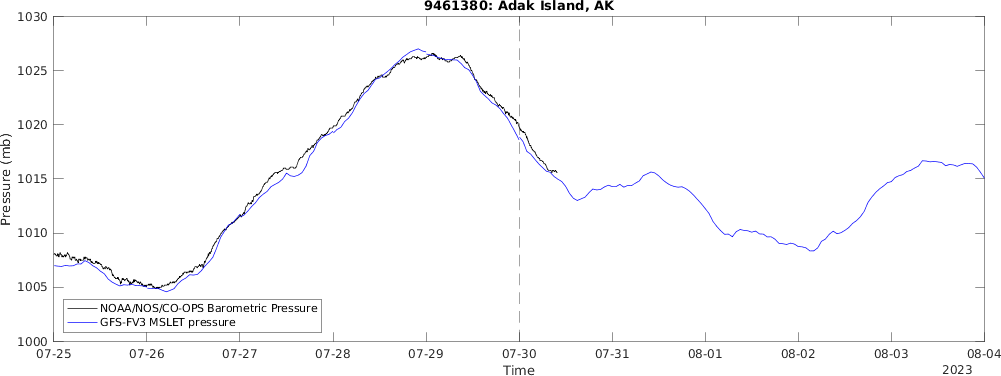 9461380: Adak Island, AK
Pressure (mb)
1030
1025
1020
1015
1010
1005
1000
NOAA/NOS/CO-OPS Barometric Pressure
GFS-FV3 MSLET pressure
07-25 07-26 07-27 07-28 07-29 07-30 07-31 08-01 08-02 08-03 08-04
Time
2023